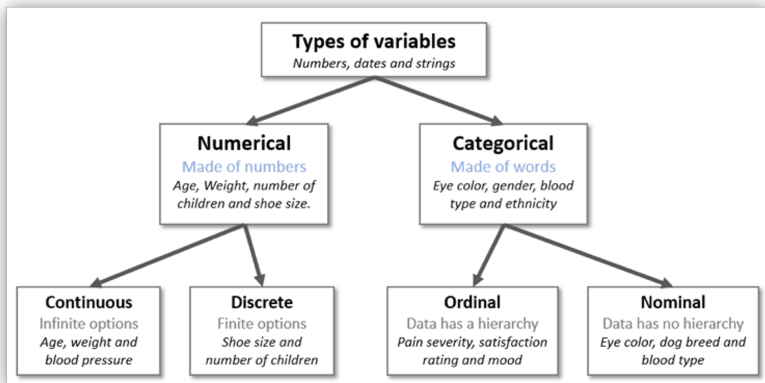 Types of variables
Numbers, dates and strings
Numerical
Made of numbers
Age, Weight, number of
children and shoe size.
Categorical
Made of words
Eye color, gender, blood
type and ethnicity
Continuous
Infinite options
Age, weight and
blood pressure
Discrete
Finite options
Shoe size and
number of children
Ordinal
Data has a hierarchy
Pain severity, satisfaction
rating and mood
Nominal
Data has no hierarchy
Eye color, dog breed and
blood type